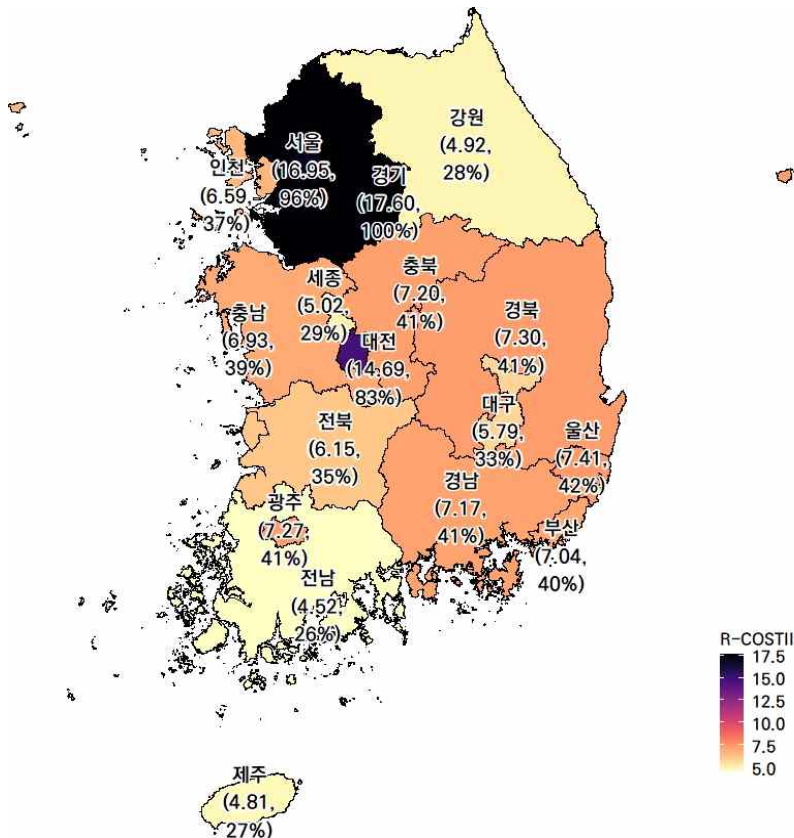 강원
(4.92,
28%)
서울
(16.95,
96%)
인천
(6.59,
37%)
경기
(17.60,
100%)
충북
(7.20,
41%)
세종
(5.02,
29%)
충남
(6.93,
39%)
대전
(14.69,
83%)
경북
(7.30,
41%)
대구
(5.79,
33%)
전북
(6.15,
35%)
울산
(7.41,
42%)
경남
(7.17,
41%)
광주
(7.27,
41%)
부산
(7.04,
40%)
전남
(4.52,
26%)
제주
(4.81,
27%)
R-COSTII
17.5
15.0
12.5
10.0
7.5
5.0